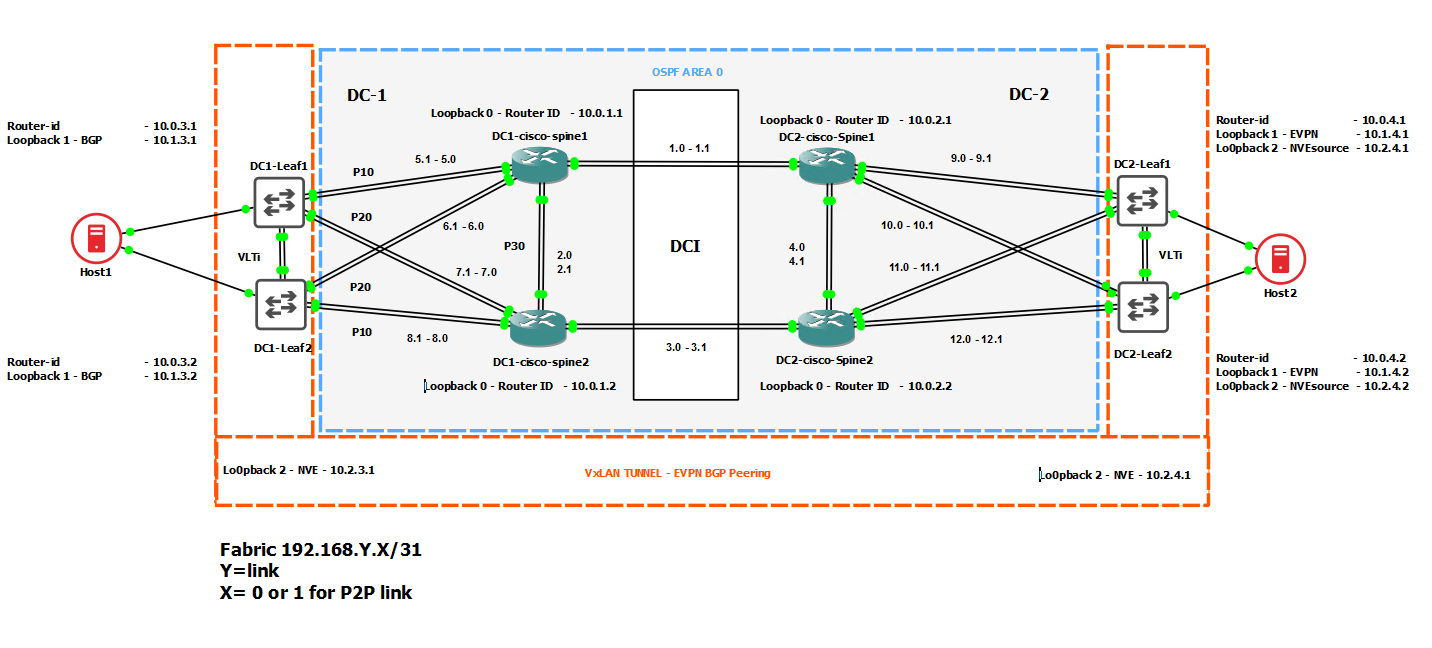 OSPF AREA 0
DC-1
DC-2
Loopback 0 - Router ID - 10.0.1.1
Loopback 0 - Router ID - 10.0.2.1
DC1-cisco-spine1
DC2-cisco-Spine1
Router-id - 10.0.3.1
Loopback 1 - BGP - 10.1.3.1
Router-id - 10.0.4.1
Loopback 1 - EVPN - 10.1.4.1
Lo0pback 2 - NVEsource - 10.2.4.1
DC1-Leaf1
5.1 - 5.0
1.0 - 1.1
9.0 - 9.1
DC2-Leaf1
P10
P20
6.1 - 6.0
10.0 - 10.1
P30
2.0
2.1
DCI
4.0
4.1
VLTi
VLTi
Host1
7.1 - 7.0
11.0 - 11.1
Host2
P20
P10
8.1 - 8.0
12.0 - 12.1
DC1-Leaf2
3.0 - 3.1
DC2-Leaf2
DC1-cisco-spine2
DC2-cisco-Spine2
Router-id - 10.0.3.2
Loopback 1 - BGP - 10.1.3.2
Loopback 0 - Router ID - 10.0.1.2
Loopback 0 - Router ID - 10.0.2.2
Router-id - 10.0.4.2
Loopback 1 - EVPN - 10.1.4.2
Lo0pback 2 - NVEsource - 10.2.4.2
Lo0pback 2 - NVE - 10.2.3.1
VxLAN TUNNEL - EVPN BGP Peering
Lo0pback 2 - NVE - 10.2.4.1
Fabric 192.168.Y.X/31
Y=link
X= 0 or 1 for P2P link